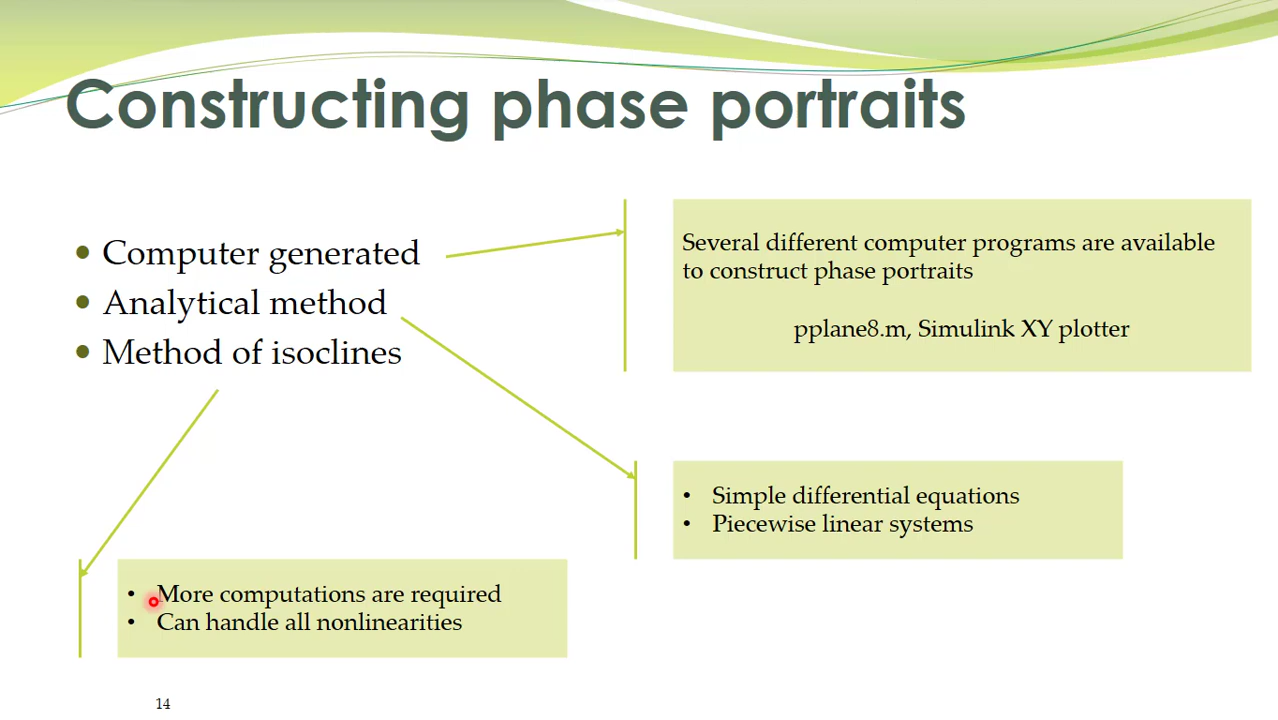 Constructing phase portraits
• Computer generated
• Analytical method
• Method of isoclines
Several different computer programs are available
to construct phase portraits
pplane8.m, Simulink XY plotter
• Simple differential equations
• Piecewise linear systems
• More computations are required
• Can handle all nonlinearities
14